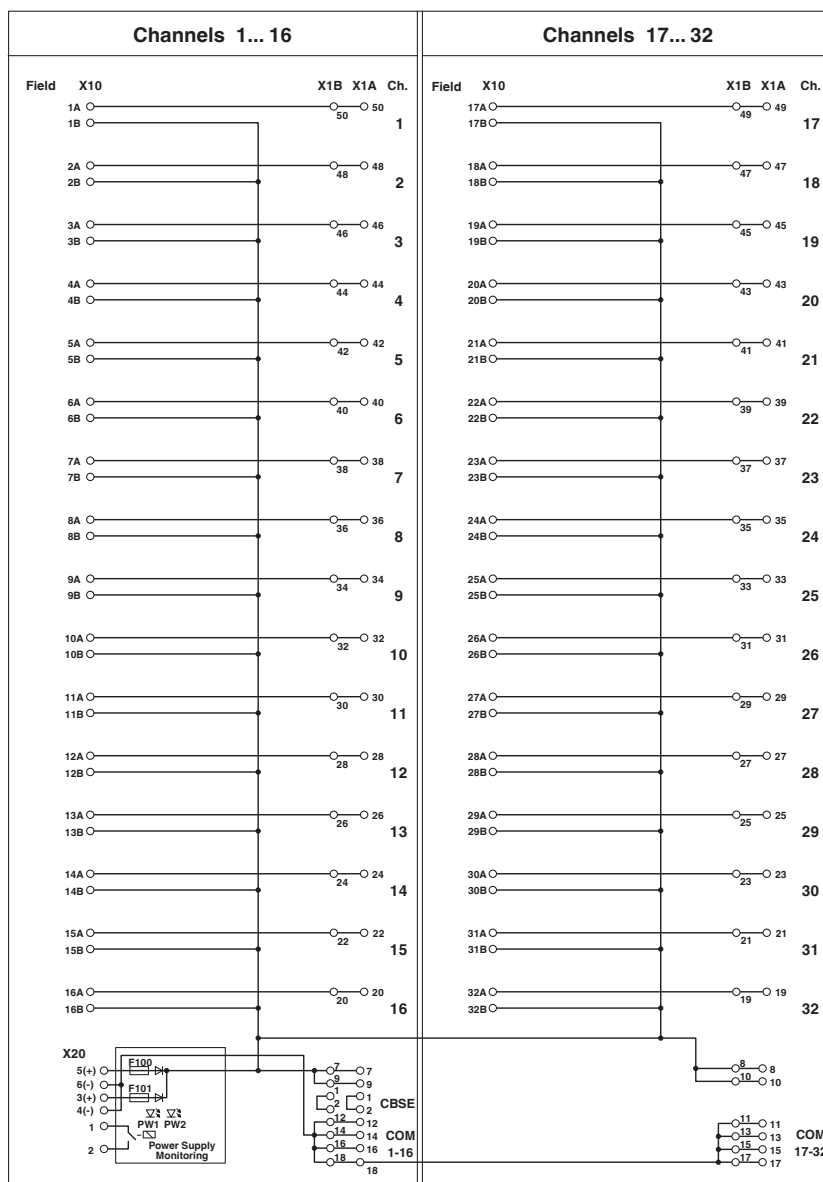 Channels 1... 16
Channels 17... 32
Field X10 X1B X1A Ch.
Field X10 X1B X1A Ch.
1A 50 50
1B 1
17A 49 49
17B 17
2A 48 48
2B 2
18A 47 47
18B 18
3A 46 46
3B 3
19A 45 45
19B 19
4A 44 44
4B 4
20A 43 43
20B 20
5A 42 42
5B 5
21A 41 41
21B 21
6A 40 40
6B 6
22A 39 39
22B 22
7A 38 38
7B 7
23A 37 37
23B 23
8A 36 36
8B 8
24A 35 35
24B 24
9A 34 34
9B 9
25A 33 33
25B 25
10A 32 32
10B 10
26A 31 31
26B 26
11A 30 30
11B 11
27A 29 29
27B 27
12A 28 28
12B 12
28A 27 27
28B 28
13A 26 26
13B 13
29A 25 25
29B 29
14A 24 24
14B 14
30A 23 23
30B 30
15A 22 22
15B 15
31A 21 21
31B 31
16A 20 20
16B 16
32A 19 19
32B 32
X20
5(+) F100
6(-)
3(+) F101
4(-)
PW1 PW2
1
2
Power Supply
Monitoring
7 7
9 9
1 1
2 2
CBSE
12 12
14 14
16 16
18 18
COM
1-16
8 8
10 10
11 11
13 13
15 15
17 17
COM
17-32